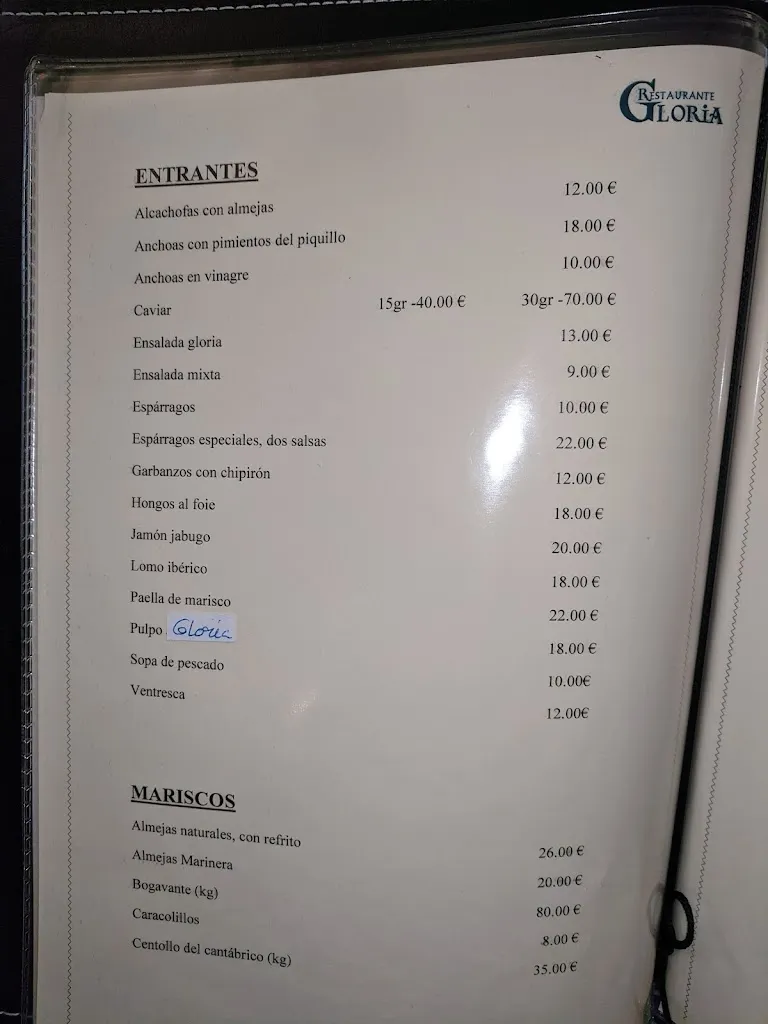 RESTAURANTE
GLORIA
ENTRANTES
Alcachofas con almejas 12.00 €
Anchoas con pimientos del piquillo 18.00 €
Anchoas en vinagre 10.00 €
Caviar 15gr -40.00 € 30gr -70.00 €
Ensalada gloria 13.00 €
Ensalada mixta 9.00 €
Espárragos 10.00 €
Espárragos especiales, dos salsas 22.00 €
Garbanzos con chipirón 12.00 €
Hongos al foie 18.00 €
Jamón jabugo 20.00 €
Lomo ibérico 18.00 €
Paella de marisco 22.00 €
Pulpo Gloria 18.00 €
Sopa de pescado 10.00€
Ventresca 12.00€
MARISCOS
Almejas naturales, con refrito 26.00 €
Almejas Marinera 20.00 €
Bogavante (kg) 80.00 €
Caracolillos 8.00 €
Centollo del cantábrico (kg) 35.00 €